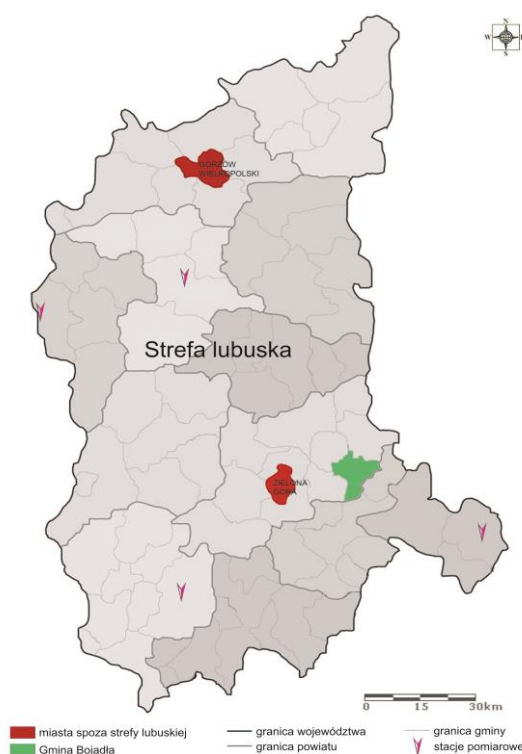 N
W
S
GORZÓW
WIELKOPOLSKI
Strefa lubuska
ZIELONA
GÓRA
0 15 30km
miasta spoza strefy lubuskiej
granica województwa
granica gminy
Gmina Bojadła
granica powiatu
stacje pomiarowe